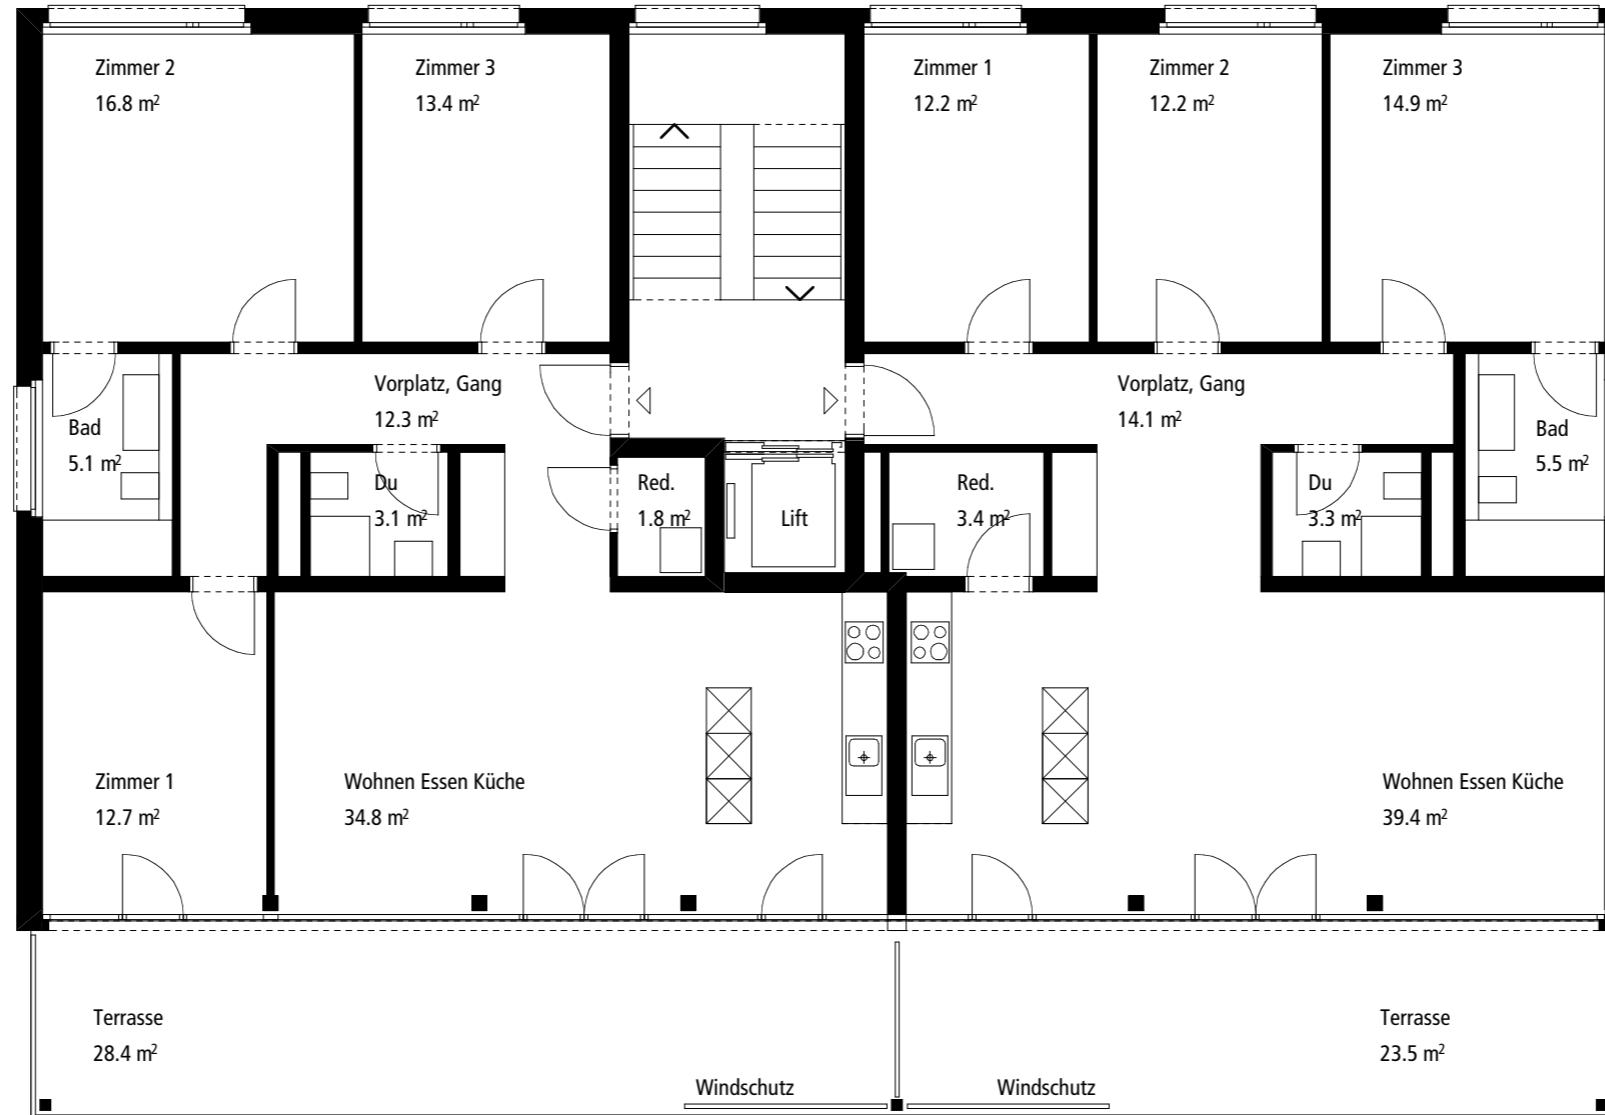 Zimmer 2
16.8 m²
Zimmer 3
13.4 m²
Zimmer 1
12.2 m²
Zimmer 2
12.2 m²
Zimmer 3
14.9 m²
Vorplatz, Gang
12.3 m²
Vorplatz, Gang
14.1 m²
Bad
5.1 m²
Bad
5.5 m²
Du
3.1 m²
Red.
1.8 m²
Lift
Red.
3.4 m²
Du
3.3 m²
Zimmer 1
12.7 m²
Wohnen Essen Küche
34.8 m²
Wohnen Essen Küche
39.4 m²
Terrasse
28.4 m²
Terrasse
23.5 m²
Windschutz
Windschutz